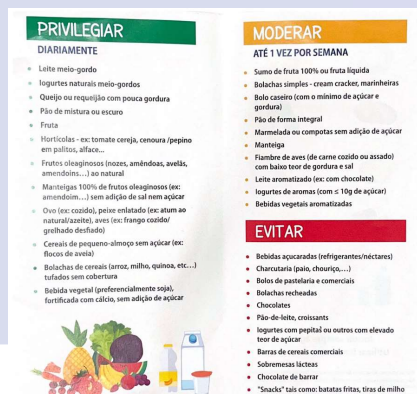 PRIVILEGIAR
DIARIAMENTE
Leite meio-gordo
Iogurtes naturais meio-gordos
Queijo ou requeijão com pouca gordura
Pão de mistura ou escuro
Fruta
Hortícolas - ex: tomate cereja, cenoura /pepino
em palitos, alface...
Frutos oleaginosos (nozes, amêndoas, avelãs,
amendoins...) ao natural
Manteigas 100% de frutos oleaginosos (ex:
amendoim...) sem adição de sal nem açúcar
Ovo (ex: cozido), peixe enlatado (ex: atum ao
natural/azeite), aves (ex: frango cozido/
grelhado desfiado)
Cereais de pequeno-almoço sem açúcar (ex:
flocos de aveia)
Bolachas de cereais (arroz, milho, quinoa, etc...)
tufados sem cobertura
Bebida vegetal (preferencialmente soja),
fortificada com cálcio, sem adição de açúcar
MODERAR
ATÉ 1 VEZ POR SEMANA
Sumo de fruta 100% ou fruta líquida
Bolachas simples - cream cracker, marinheiras
Bolo caseiro (com o mínimo de açúcar e
gordura)
Pão de forma integral
Marmelada ou compotas sem adição de açúcar
Manteiga
Fiambre de aves (de carne cozido ou assado)
com baixo teor de gordura e sal
Leite aromatizado (ex: com chocolate)
Iogurtes de aromas (com ≤ 10g de açúcar)
Bebidas vegetais aromatizadas
EVITAR
Bebidas açucaradas (refrigerantes/néctares)
Charcutaria (paio, chouriço,...)
Bolos de pastelaria e comerciais
Bolachas recheadas
Chocolates
Pão-de-leite, croissants
Iogurtes com pepitas ou outros com elevado
teor de açúcar
Barras de cereais comerciais
Sobremesas lácteas
Chocolate de barrar
"Snacks" tais como: batatas fritas, tiras de milho